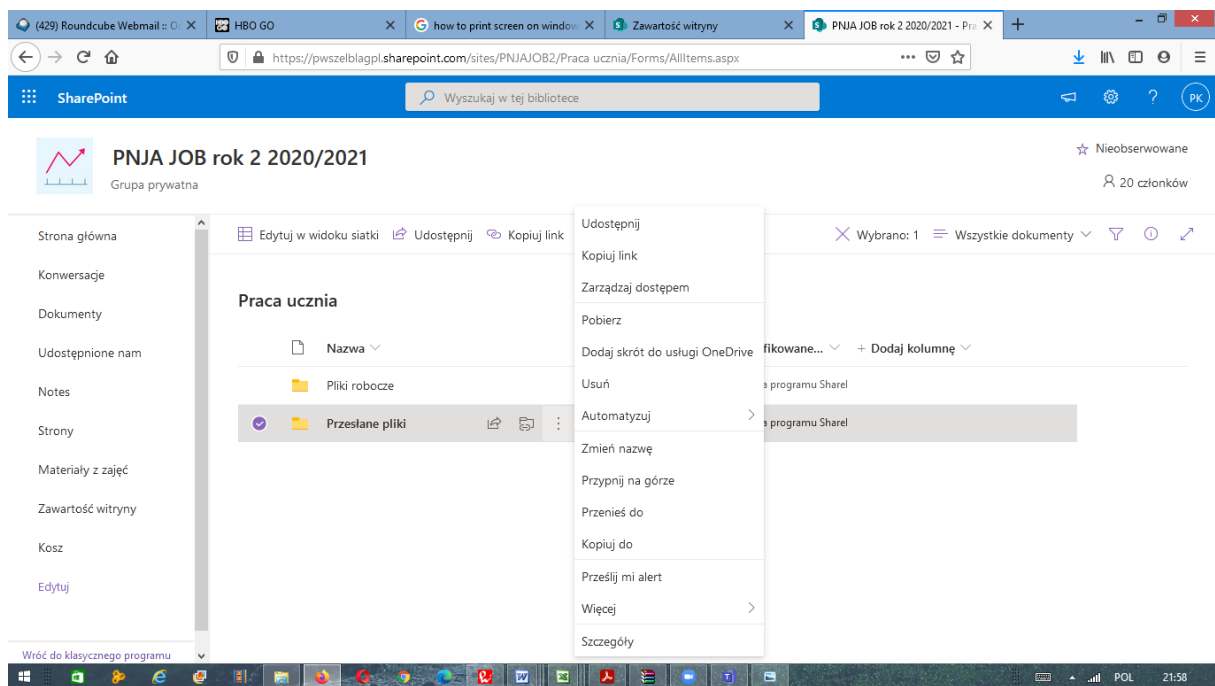 (429) Roundcube Webmail :: O
HBO GO
how to print screen on window
Zawartość witryny
PNJA JOB rok 2 2020/2021 - Pra
https://pwszelblagpl.sharepoint.com/sites/PNJAJOB2/Praca ucznia/Forms/AllItems.aspx
SharePoint
Wyszukaj w tej bibliotece
PK
PNJA JOB rok 2 2020/2021
Grupa prywatna
Nieobserwowane
20 członków
Strona główna
Konwersacje
Dokumenty
Udostępnione nam
Notes
Strony
Materiały z zajęć
Zawartość witryny
Kosz
Edytuj
Wróć do klasycznego programu
Edytuj w widoku siatki
Udostępnij
Kopiuj link
Wybrano: 1
Wszystkie dokumenty
Praca ucznia
Nazwa
fikowane...
+ Dodaj kolumnę
Pliki robocze
a programu Sharel
Przesłane pliki
a programu Sharel
Udostępnij
Kopiuj link
Zarządzaj dostępem
Pobierz
Dodaj skrót do usługi OneDrive
Usuń
Automatyzuj
Zmień nazwę
Przypnij na górze
Przenieś do
Kopiuj do
Prześlij mi alert
Więcej
Szczegóły
POL
21:58